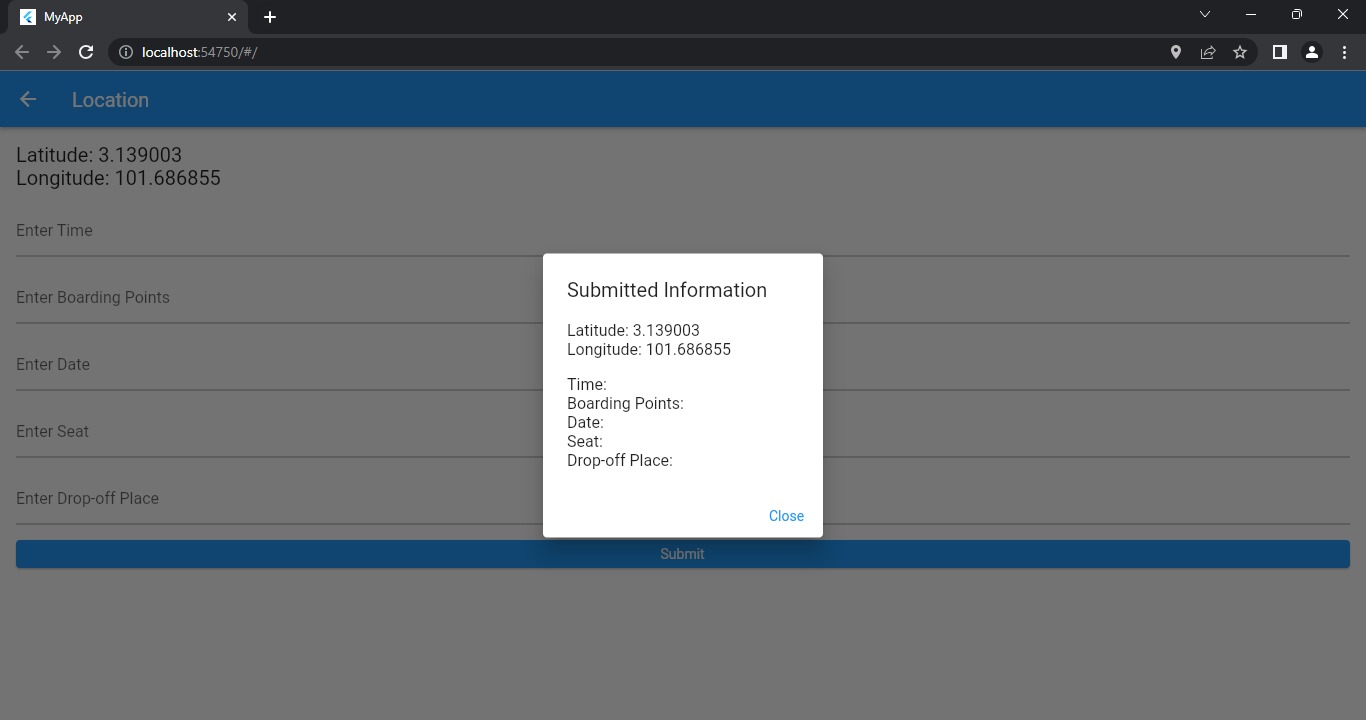 MyApp
localhost:54750/#/
Location
Latitude: 3.139003
Longitude: 101.686855
Enter Time
Enter Boarding Points
Enter Date
Enter Seat
Enter Drop-off Place
Submit
Submitted Information
Latitude: 3.139003
Longitude: 101.686855
Time:
Boarding Points:
Date:
Seat:
Drop-off Place:
Close